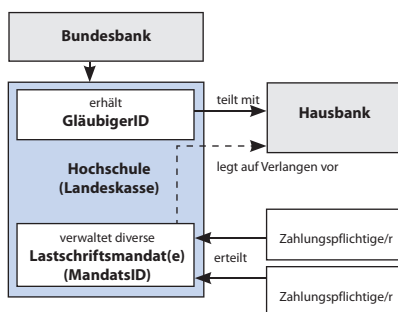 Bundesbank
erhält
GläubigerID
teilt mit
Hausbank
Hochschule
(Landeskasse)
legt auf Verlangen vor
verwaltet diverse
Lastschriftsmandat(e)
(MandatsID)
erteilt
Zahlungspflichtige/r
Zahlungspflichtige/r